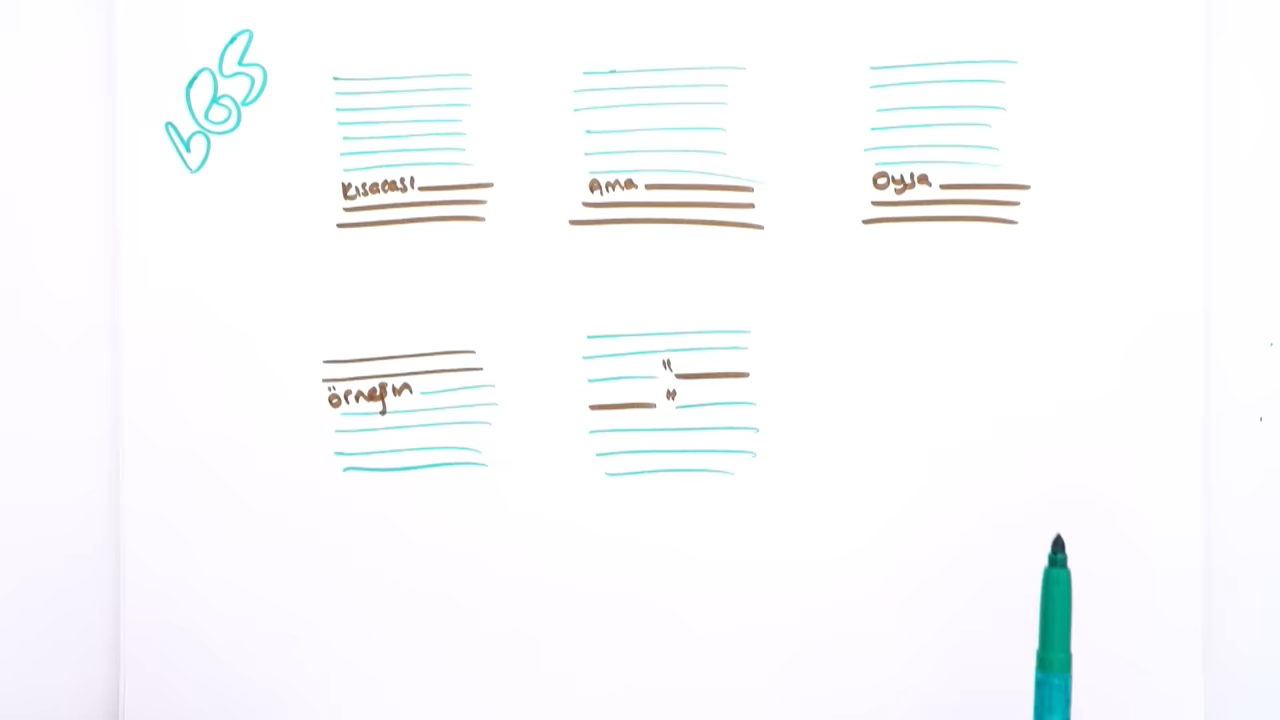 LGS
Kısacası
Ama
Oysa
örneğin
" "